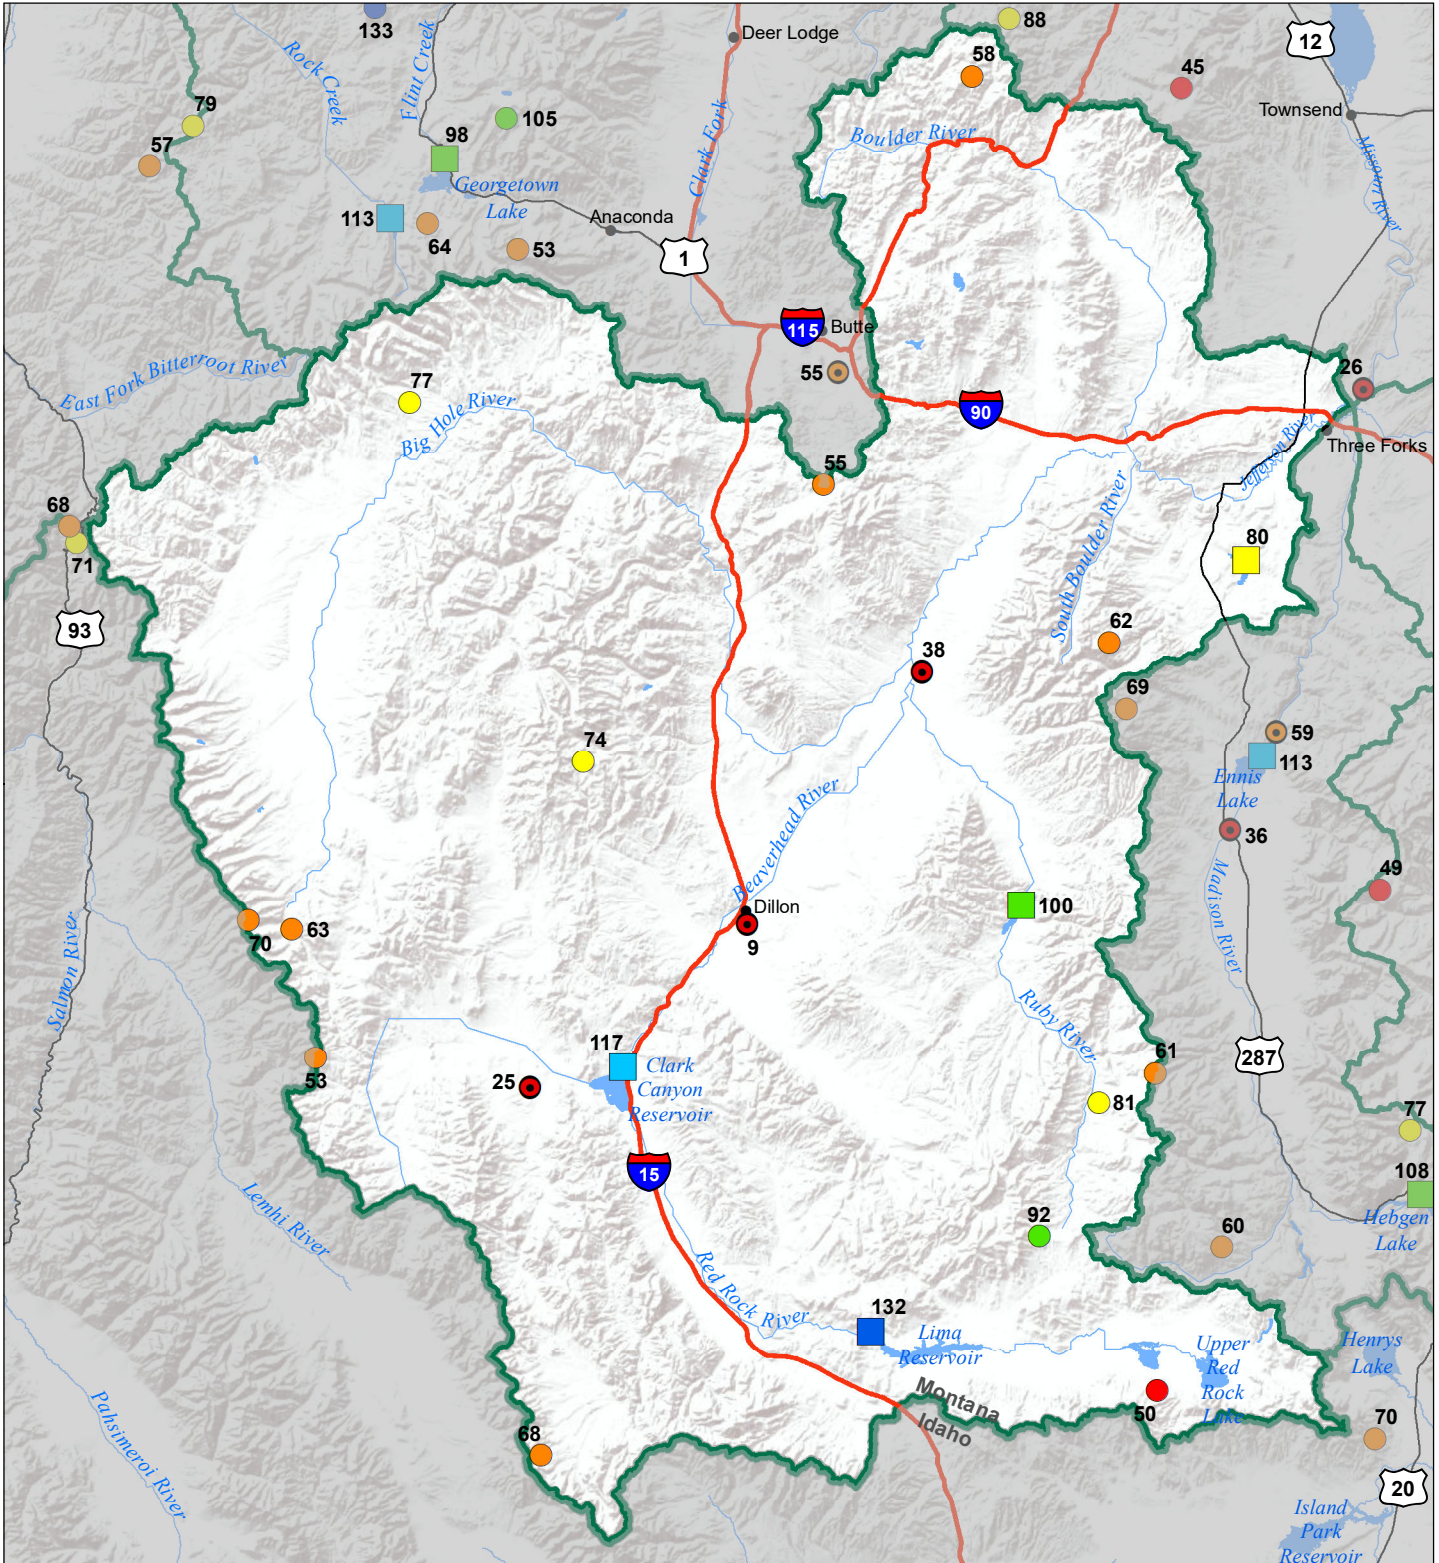 133
Deer Lodge
88
12
58
45
Rock Creek
Flint Creek
79
105
Townsend
57
98
Clark Fork
Boulder River
Missouri River
Georgetown
Lake
113
64
53
Anaconda
1
115
Butte
55
26
East Fork Bitterroot River
77
Big Hole River
90
Jefferson River
Three Forks
55
68
71
80
South Boulder River
93
62
38
69
59
113
Ennis
Lake
74
36
Beaverhead River
Madison River
49
Dillon
9
100
70
63
Salmon River
Ruby River
117
Clark
Canyon
Reservoir
61
287
53
25
81
77
15
108
Lemhi River
92
Hebgen
Lake
60
Red Rock River
132
Lima
Reservoir
Upper
Red
Rock
Lake
Henrys
Lake
Montana
Idaho
50
Pahsimeroi River
68
70
20
Island
Park
Reservoir